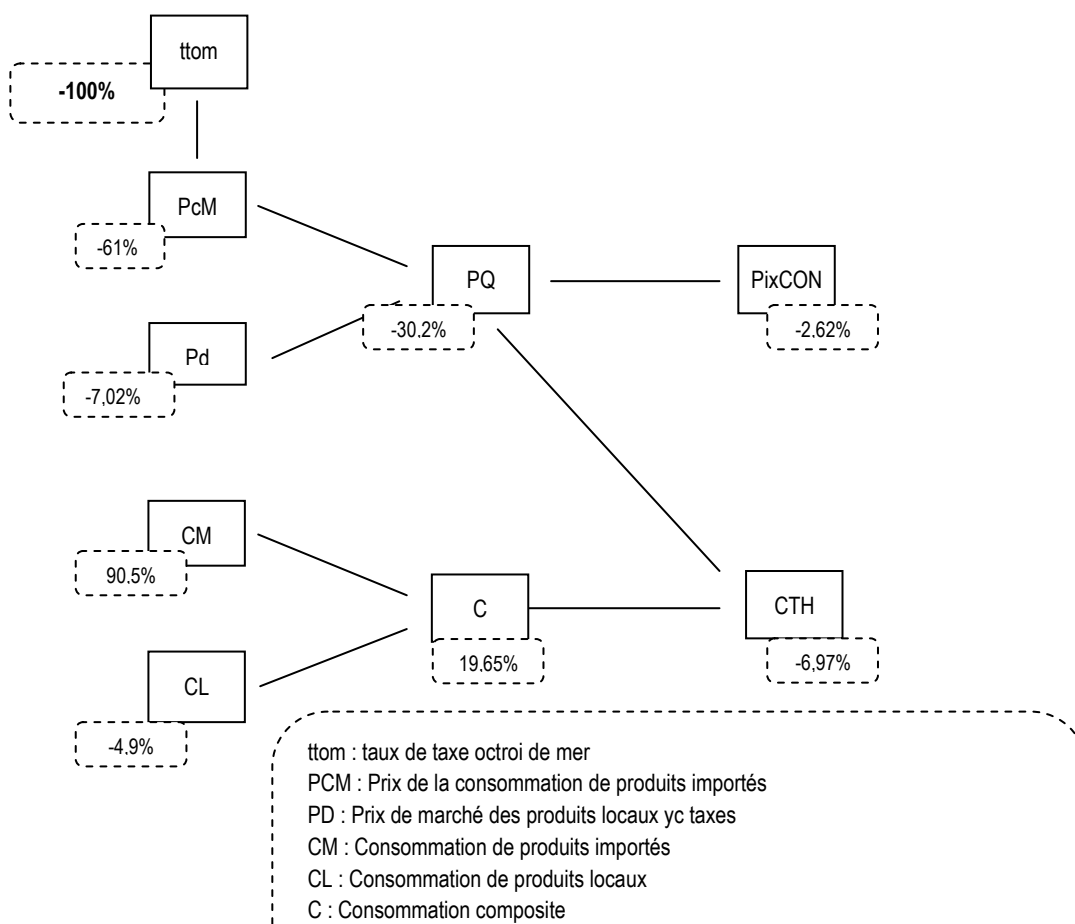 ttom
-100%
PcM
-61%
PQ
-30,2%
PixCON
-2,62%
Pd
-7,02%
CM
90,5%
C
19,65%
CTH
-6,97%
CL
-4,9%
ttom : taux de taxe octroi de mer
PCM : Prix de la consommation de produits importés
PD : Prix de marché des produits locaux yc taxes
CM : Consommation de produits importés
CL : Consommation de produits locaux
C : Consommation composite